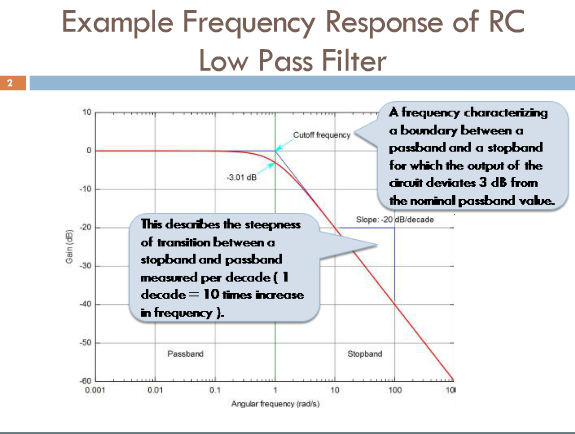 Example Frequency Response of RC
Low Pass Filter
2
A frequency characterizing
a boundary between a
passband and a stopband
for which the output of the
circuit deviates 3 dB from
the nominal passband value.
10
Cutoff frequency
0
-3.01 dB
-10
Slope: -20 dB/decade
This describes the steepness
of transition between a
stopband and passband
measured per decade ( 1
decade = 10 times increase
in frequency ).
-20
Gain (dB)
-30
-40
-50
Passband
Stopband
-60
0.001 0.01 0.1 1 10 100
Angular frequency (rad/s)